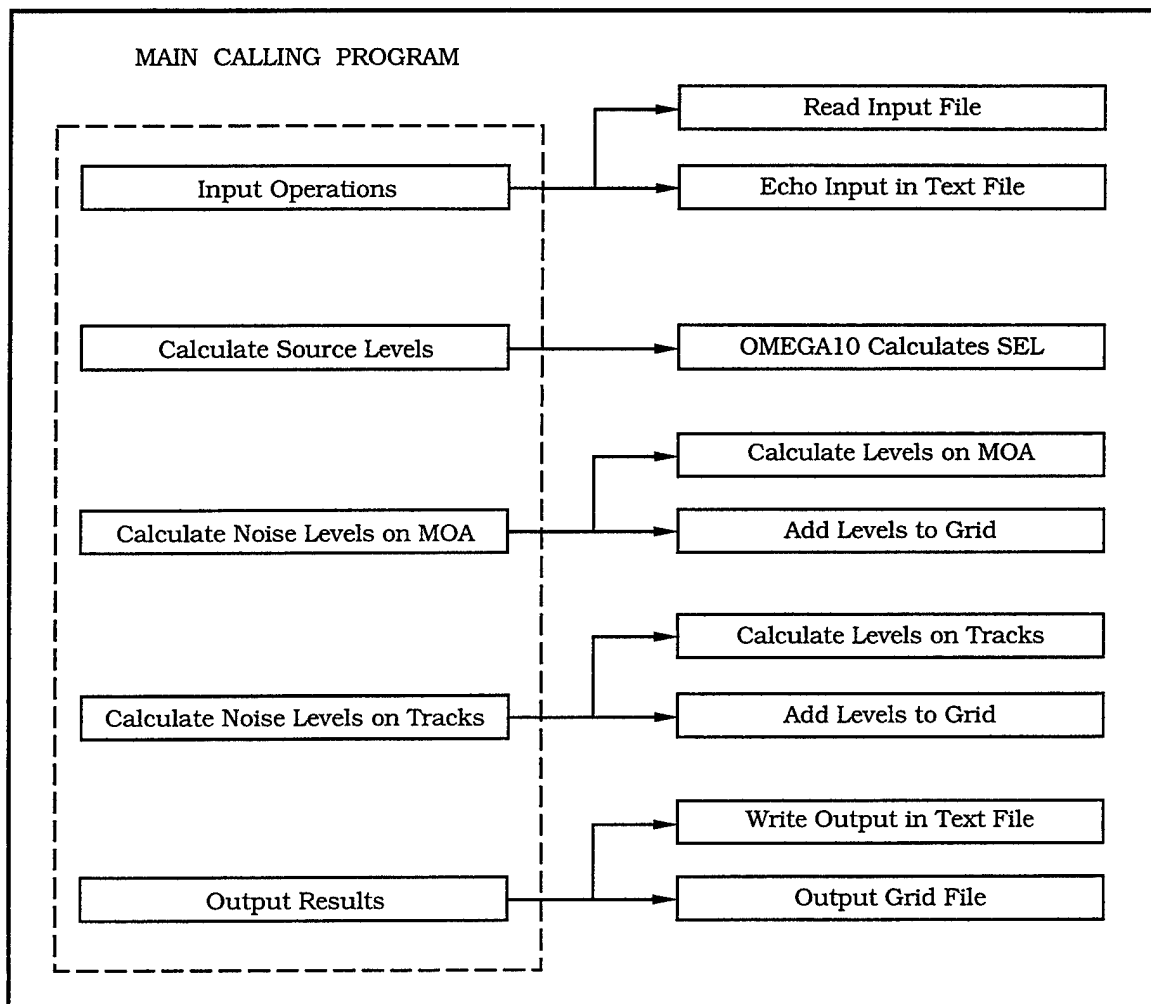 MAIN CALLING PROGRAM
Read Input File
Input Operations
Echo Input in Text File
Calculate Source Levels
OMEGA10 Calculates SEL
Calculate Levels on MOA
Calculate Noise Levels on MOA
Add Levels to Grid
Calculate Levels on Tracks
Calculate Noise Levels on Tracks
Add Levels to Grid
Write Output in Text File
Output Results
Output Grid File